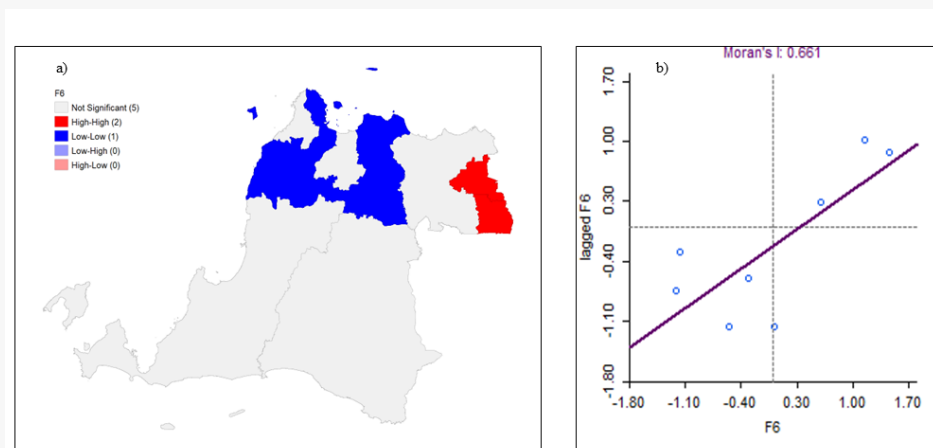 a)
F6
Not Significant (5)
High-High (2)
Low-Low (1)
Low-High (0)
High-Low (0)
b)
Moran's I: 0.661
lagged F6
1.70
1.00
0.30
-0.40
-1.10
-1.80
-1.80 -1.10 -0.40 0.30 1.00 1.70
F6